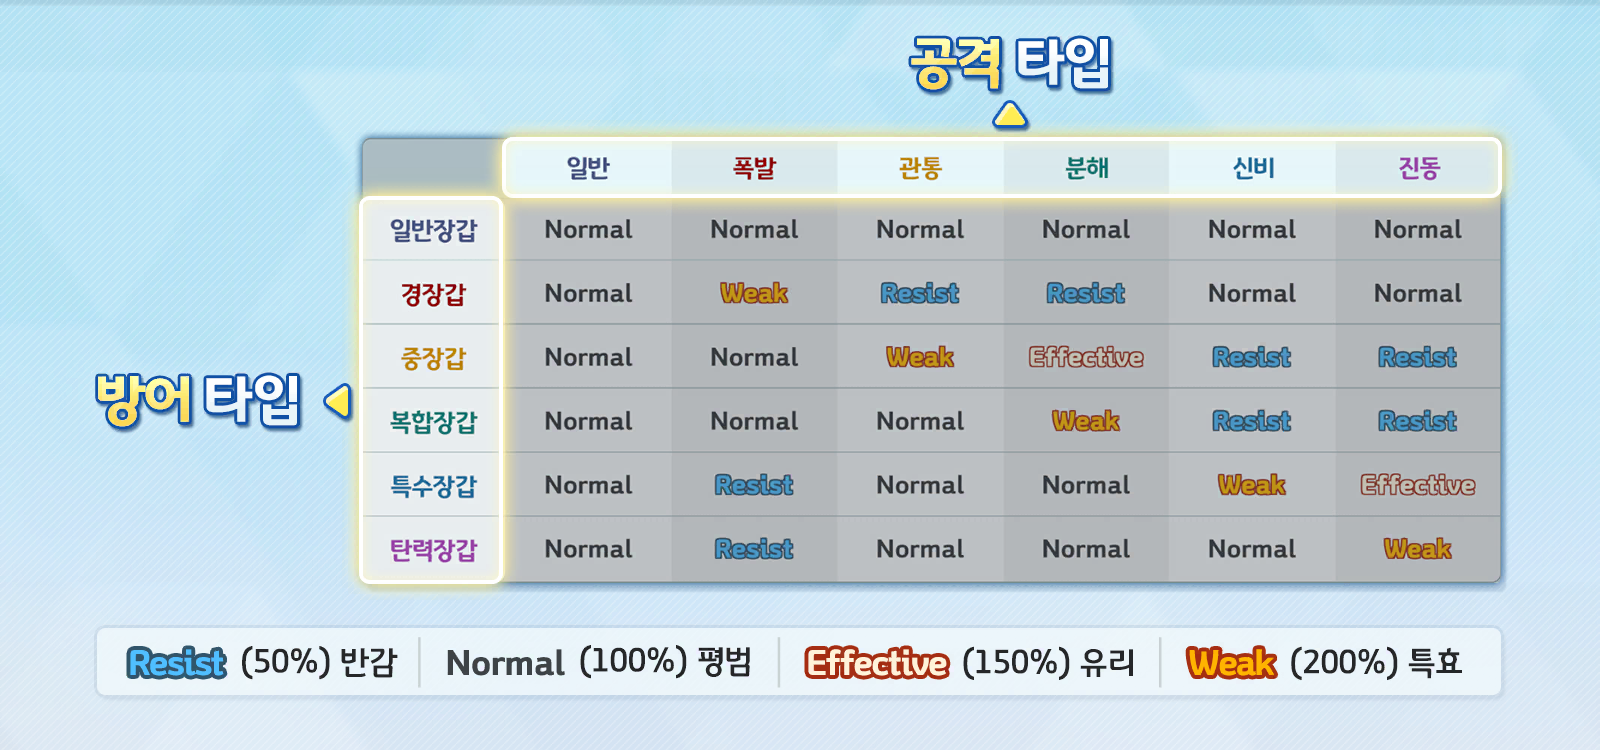 공격 타입
일반 폭발 관통 분해 신비 진동
일반장갑 Normal Normal Normal Normal Normal Normal
경장갑 Normal Weak Resist Resist Normal Normal
중장갑 Normal Normal Weak Effective Resist Resist
방어 타입
복합장갑 Normal Normal Normal Weak Resist Resist
특수장갑 Normal Resist Normal Normal Weak Effective
탄력장갑 Normal Resist Normal Normal Normal Weak
Resist (50%) 반감 Normal (100%) 평범 Effective (150%) 유리 Weak (200%) 특효